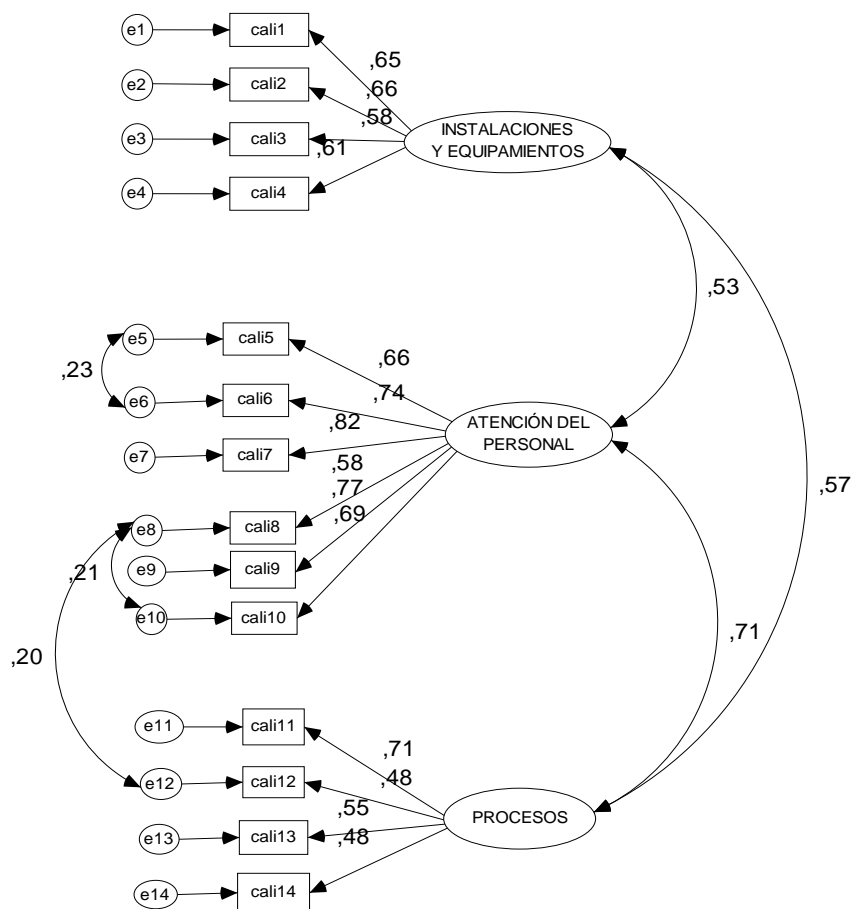 e1
cali1
,65
e2
cali2
,66
,58
INSTALACIONES
Y EQUIPAMIENTOS
e3
cali3
,61
e4
cali4
,53
e5
cali5
,66
,23
e6
cali6
,74
,82
ATENCIÓN DEL
PERSONAL
e7
cali7
,58
,77
,57
e8
cali8
,69
e9
cali9
,21
e10
cali10
,71
,20
e11
cali11
,71
e12
cali12
,48
,55
PROCESOS
e13
cali13
,48
e14
cali14